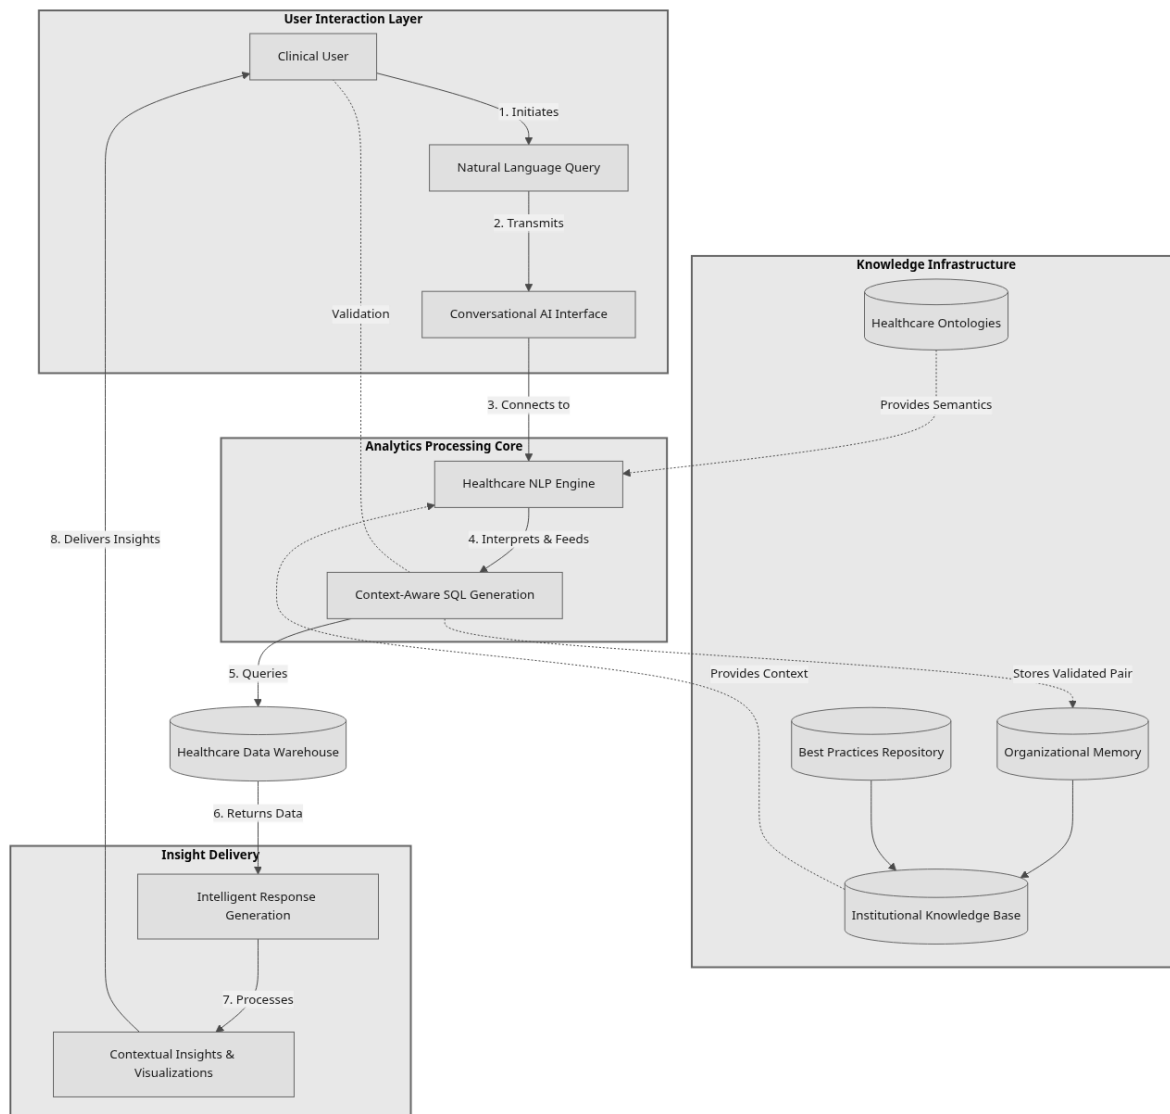 User Interaction Layer
Clinical User
1. Initiates
Natural Language Query
2. Transmits
Conversational AI Interface
Validation
3. Connects to
Knowledge Infrastructure
Healthcare Ontologies
Provides Semantics
Analytics Processing Core
Healthcare NLP Engine
4. Interprets & Feeds
8. Delivers Insights
Context-Aware SQL Generation
5. Queries
Provides Context
Stores Validated Pair
Healthcare Data Warehouse
Best Practices Repository
Organizational Memory
6. Returns Data
Insight Delivery
Intelligent Response
Generation
Institutional Knowledge Base
7. Processes
Contextual Insights &
Visualizations